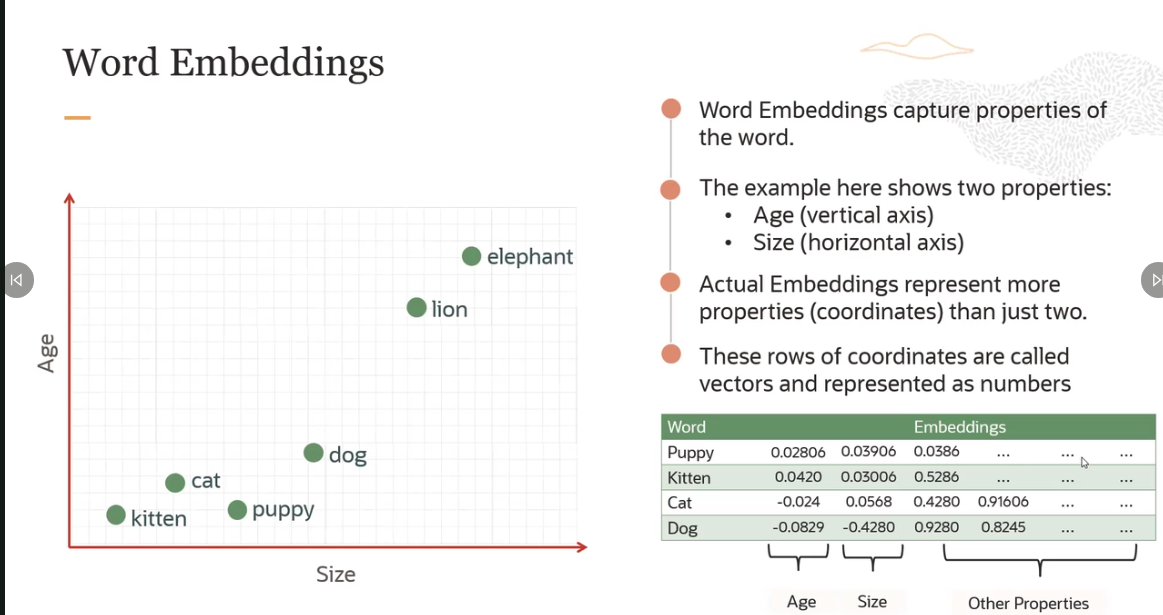 Word Embeddings
Age
elephant
lion
dog
cat
puppy
kitten
Size
Word Embeddings capture properties of
the word.
The example here shows two properties:
• Age (vertical axis)
• Size (horizontal axis)
Actual Embeddings represent more
properties (coordinates) than just two.
These rows of coordinates are called
vectors and represented as numbers
Word Embeddings
Puppy 0.02806 0.03906 0.0386 ... ... ...
Kitten 0.0420 0.03006 0.5286 ... ... ...
Cat -0.024 0.0568 0.4280 0.91606 ... ...
Dog -0.0829 -0.4280 0.9280 0.8245 ... ...
Age Size Other Properties